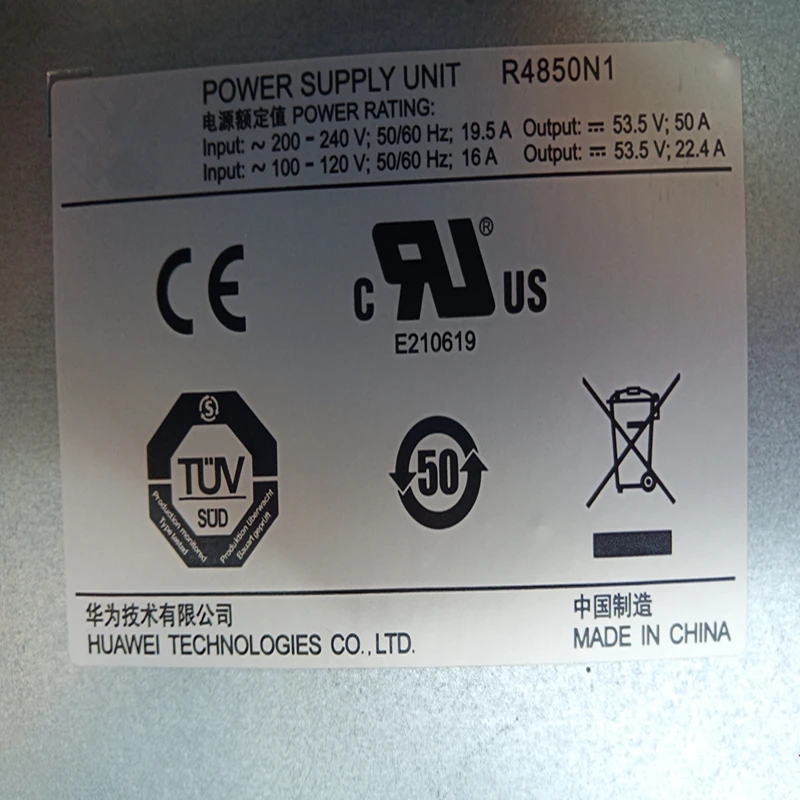 POWER SUPPLY UNIT R4850N1
电源额定值 POWER RATING:
Input: ~ 200 - 240 V; 50/60 Hz; 19.5 A Output: ⎓ 53.5 V; 50 A
Input: ~ 100 - 120 V; 50/60 Hz; 16 A Output: ⎓ 53.5 V; 22.4 A
CE
c RU ® US
E210619
S
TÜV
SÜD
Production monitored
Type tested
Produktion überwacht
Bauart geprüft
50
华为技术有限公司
HUAWEI TECHNOLOGIES CO., LTD.
中国制造
MADE IN CHINA